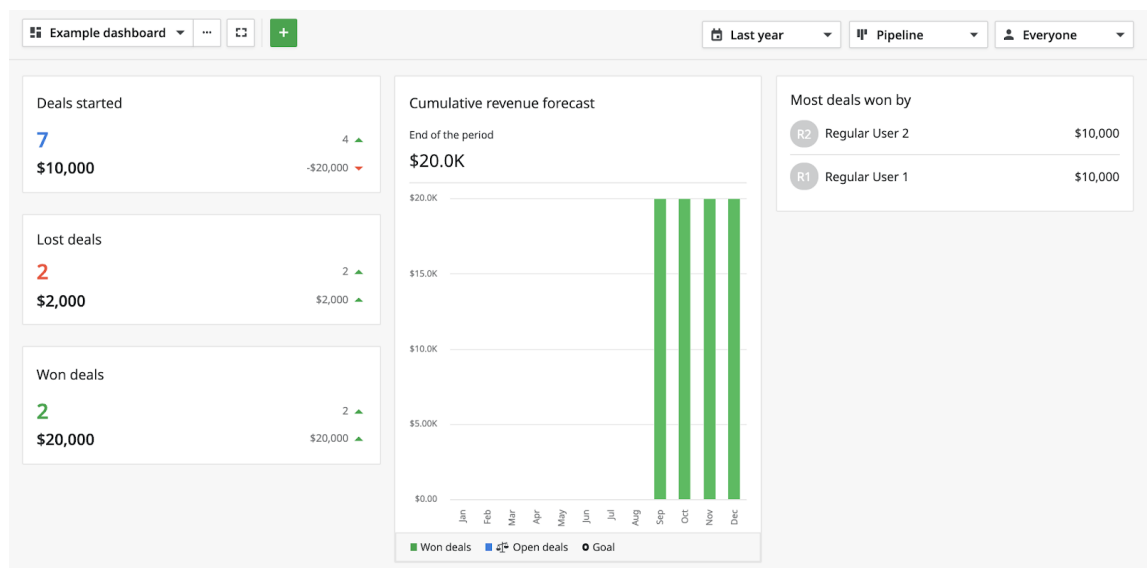 Example dashboard
...
+
Last year
Pipeline
Everyone
Deals started
7
4
$10,000
-$20,000
Lost deals
2
2
$2,000
$2,000
Won deals
2
2
$20,000
$20,000
Cumulative revenue forecast
End of the period
$20.0K
$20.0K
$15.0K
$10.0K
$5.00K
$0.00
Jan
Feb
Mar
Apr
May
Jun
Jul
Aug
Sep
Oct
Nov
Dec
Won deals
Open deals
Goal
Most deals won by
R2 Regular User 2 $10,000
R1 Regular User 1 $10,000